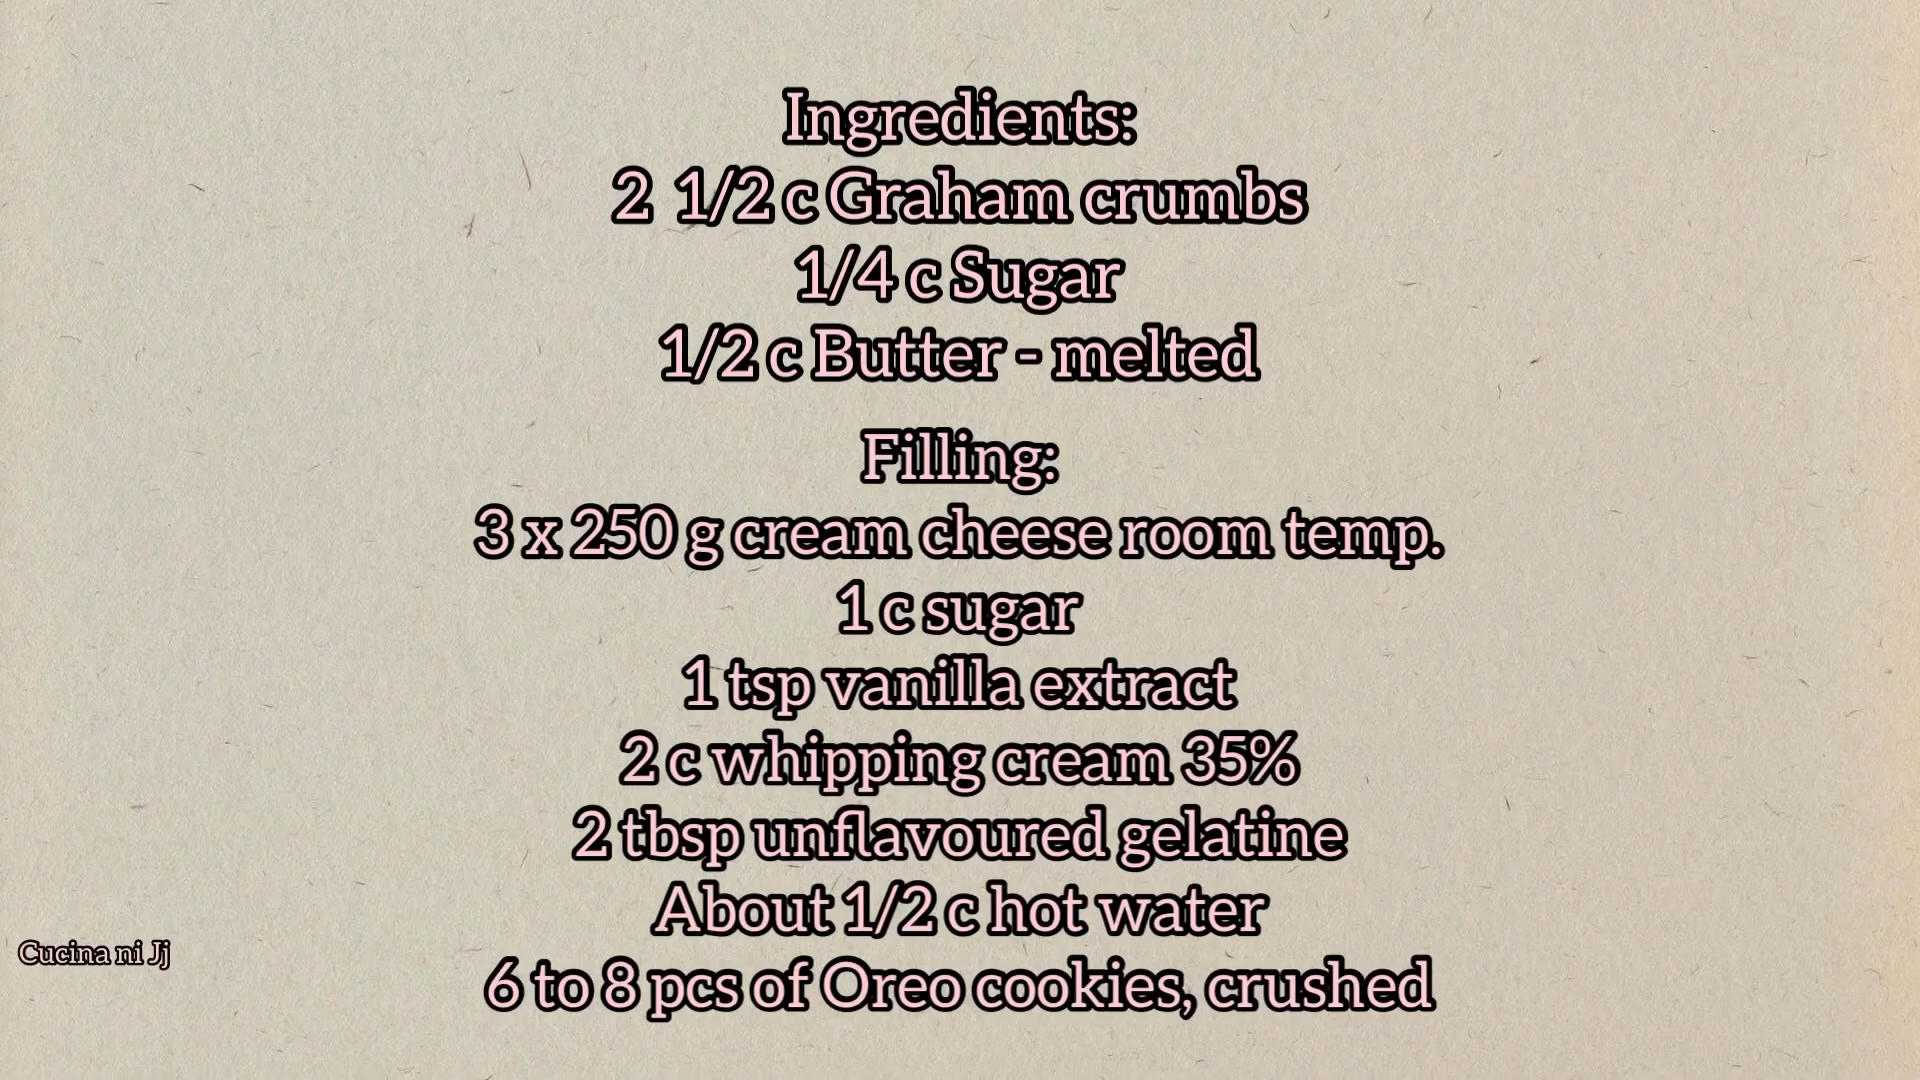 Ingredients:
2 1/2 c Graham crumbs
1/4 c Sugar
1/2 c Butter - melted
Filling:
3 x 250 g cream cheese room temp.
1 c sugar
1 tsp vanilla extract
2 c whipping cream 35%
2 tbsp unflavoured gelatine
About 1/2 c hot water
Cucina ni Jj
6 to 8 pcs of Oreo cookies, crushed